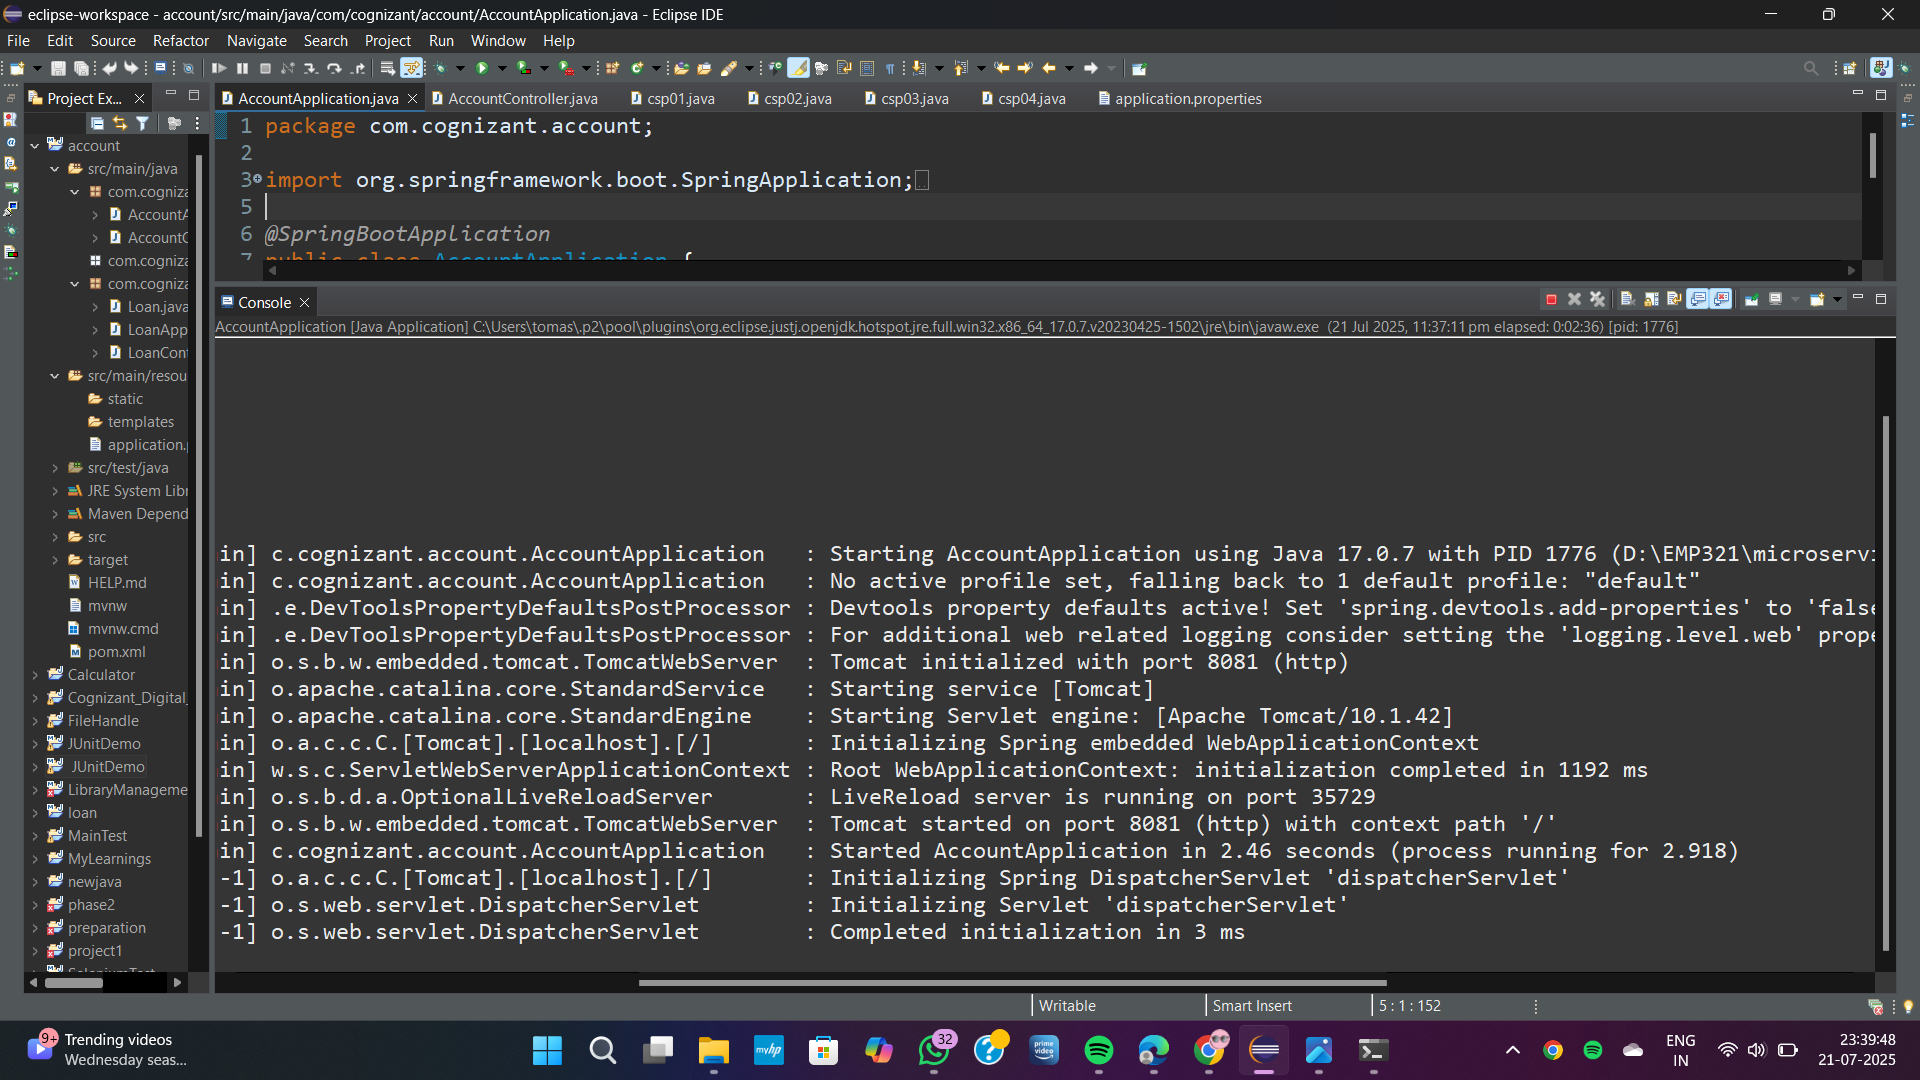 eclipse-workspace - account/src/main/java/com/cognizant/account/AccountApplication.java - Eclipse IDE
File Edit Source Refactor Navigate Search Project Run Window Help
Project Ex...
AccountApplication.java AccountController.java csp01.java csp02.java csp03.java csp04.java application.properties
account
src/main/java
com.cogniza
AccountA
AccountC
com.cogniza
com.cogniza
Loan.java
LoanApp
LoanCont
src/main/resou
static
templates
application.p
src/test/java
JRE System Libr
Maven Depend
src
target
HELP.md
mvnw
mvnw.cmd
pom.xml
Calculator
Cognizant_Digital_
FileHandle
JUnitDemo
JUnitDemo
LibraryManageme
loan
MainTest
MyLearnings
newjava
phase2
preparation
project1
SeleniumTest
1 package com.cognizant.account;
2
3 import org.springframework.boot.SpringApplication;
5
6 @SpringBootApplication
7 public class AccountApplication {
Console
AccountApplication [Java Application] C:\Users\tomas\.p2\pool\plugins\org.eclipse.justj.openjdk.hotspot.jre.full.win32.x86_64_17.0.7.v20230425-1502\jre\bin\javaw.exe (21 Jul 2025, 11:37:11 pm elapsed: 0:02:36) [pid: 1776]
in] c.cognizant.account.AccountApplication : Starting AccountApplication using Java 17.0.7 with PID 1776 (D:\EMP321\microservi
in] c.cognizant.account.AccountApplication : No active profile set, falling back to 1 default profile: "default"
in] .e.DevToolsPropertyDefaultsPostProcessor : Devtools property defaults active! Set 'spring.devtools.add-properties' to 'false
in] .e.DevToolsPropertyDefaultsPostProcessor : For additional web related logging consider setting the 'logging.level.web' prope
in] o.s.b.w.embedded.tomcat.TomcatWebServer : Tomcat initialized with port 8081 (http)
in] o.apache.catalina.core.StandardService : Starting service [Tomcat]
in] o.apache.catalina.core.StandardEngine : Starting Servlet engine: [Apache Tomcat/10.1.42]
in] o.a.c.c.C.[Tomcat].[localhost].[/] : Initializing Spring embedded WebApplicationContext
in] w.s.c.ServletWebServerApplicationContext : Root WebApplicationContext: initialization completed in 1192 ms
in] o.s.b.d.a.OptionalLiveReloadServer : LiveReload server is running on port 35729
in] o.s.b.w.embedded.tomcat.TomcatWebServer : Tomcat started on port 8081 (http) with context path '/'
in] c.cognizant.account.AccountApplication : Started AccountApplication in 2.46 seconds (process running for 2.918)
-1] o.a.c.c.C.[Tomcat].[localhost].[/] : Initializing Spring DispatcherServlet 'dispatcherServlet'
-1] o.s.web.servlet.DispatcherServlet : Initializing Servlet 'dispatcherServlet'
-1] o.s.web.servlet.DispatcherServlet : Completed initialization in 3 ms
Writable Smart Insert 5 : 1 : 152
9+
Trending videos
Wednesday seas...
myhp
32
prime video
ENG
IN
23:39:48
21-07-2025